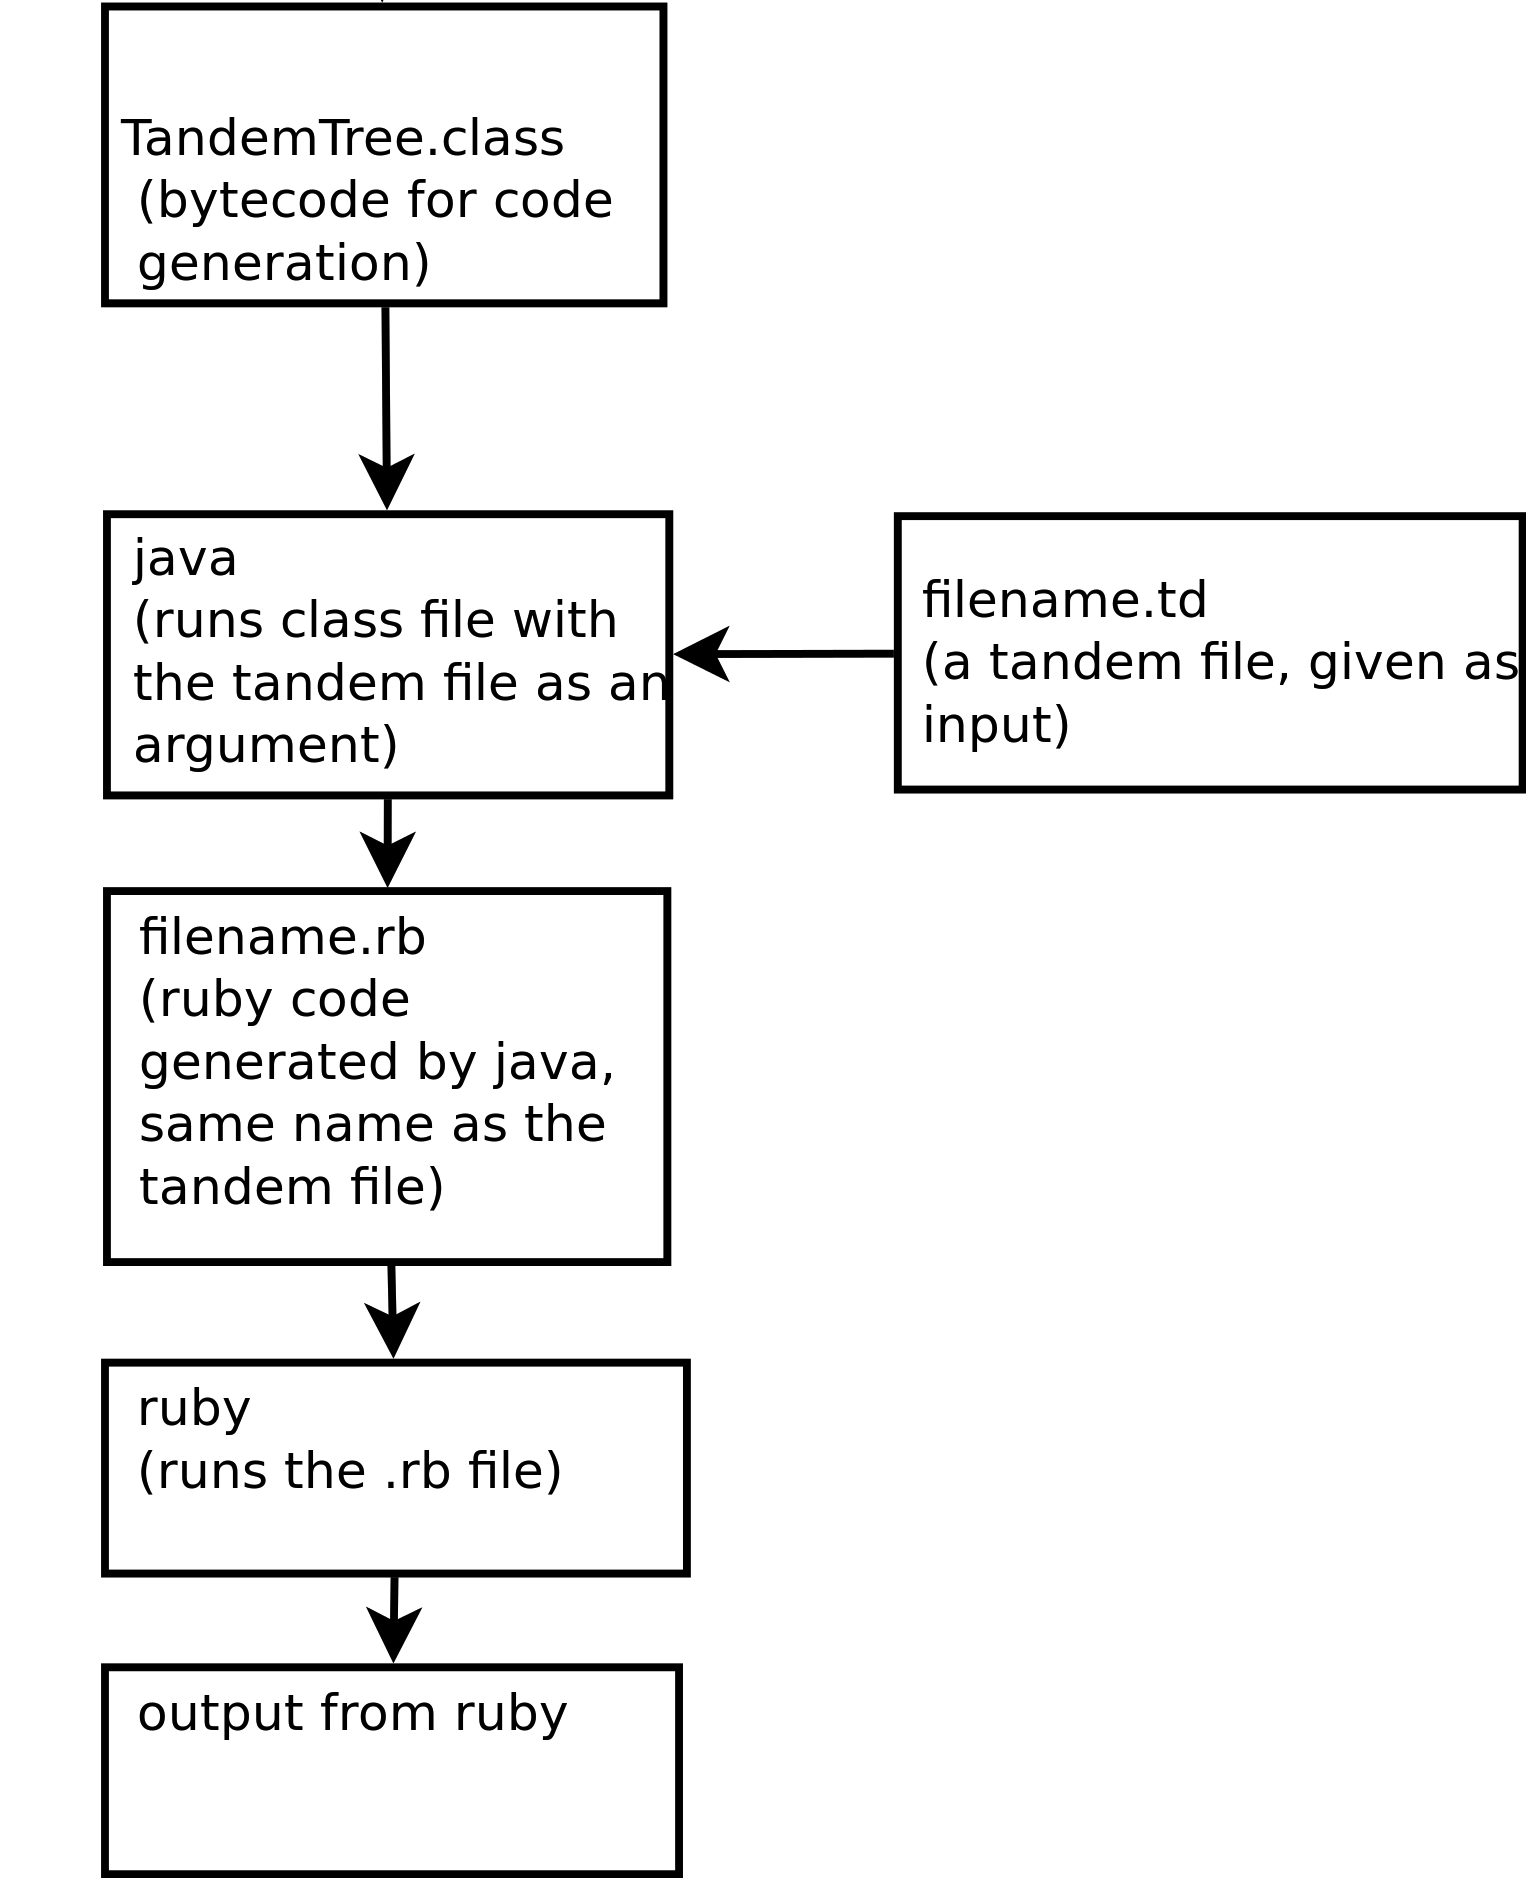 TandemTree.class
(bytecode for code
generation)
java
(runs class file with
the tandem file as an
argument)
filename.td
(a tandem file, given as
input)
filename.rb
(ruby code
generated by java,
same name as the
tandem file)
ruby
(runs the .rb file)
output from ruby